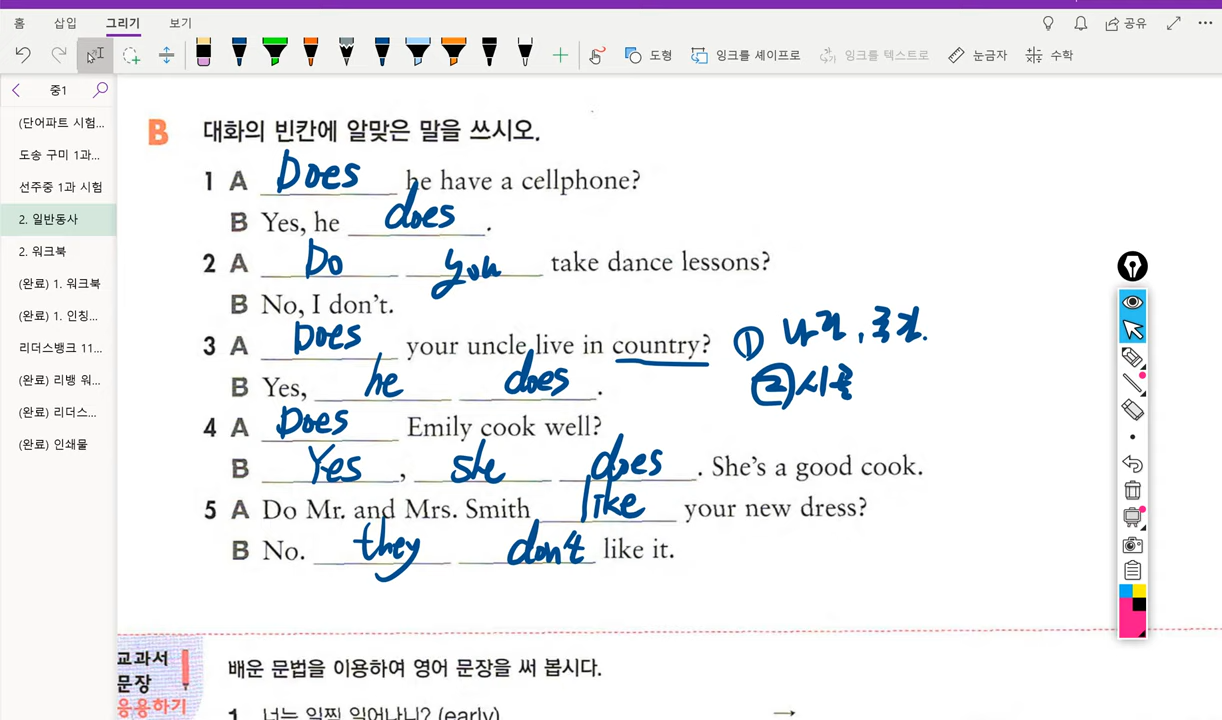 홈 삽입 그리기 보기 공유
도형 잉크를 셰이프로 잉크를 텍스트로 눈금자 수학
중1
(단어파트 시험...
도송 구미 1과...
선주중 1과 시험
2. 일반동사
2. 워크북
(완료) 1. 워크북
(완료) 1. 인칭...
리더스뱅크 11...
(완료) 리뱅 워...
(완료) 리더스...
(완료) 인쇄물
B 대화의 빈칸에 알맞은 말을 쓰시오.
1 A Does he have a cellphone?
B Yes, he does.
2 A Do you take dance lessons?
B No, I don't.
3 A Does your uncle live in country? ① 나라, 국가.
B Yes, he does. ② 시골
4 A Does Emily cook well?
B Yes, she does. She's a good cook.
5 A Do Mr. and Mrs. Smith like your new dress?
B No. they don't like it.
교과서
문장
응용하기
배운 문법을 이용하여 영어 문장을 써 봅시다.
1 너는 일찍 일어나니? (early) →